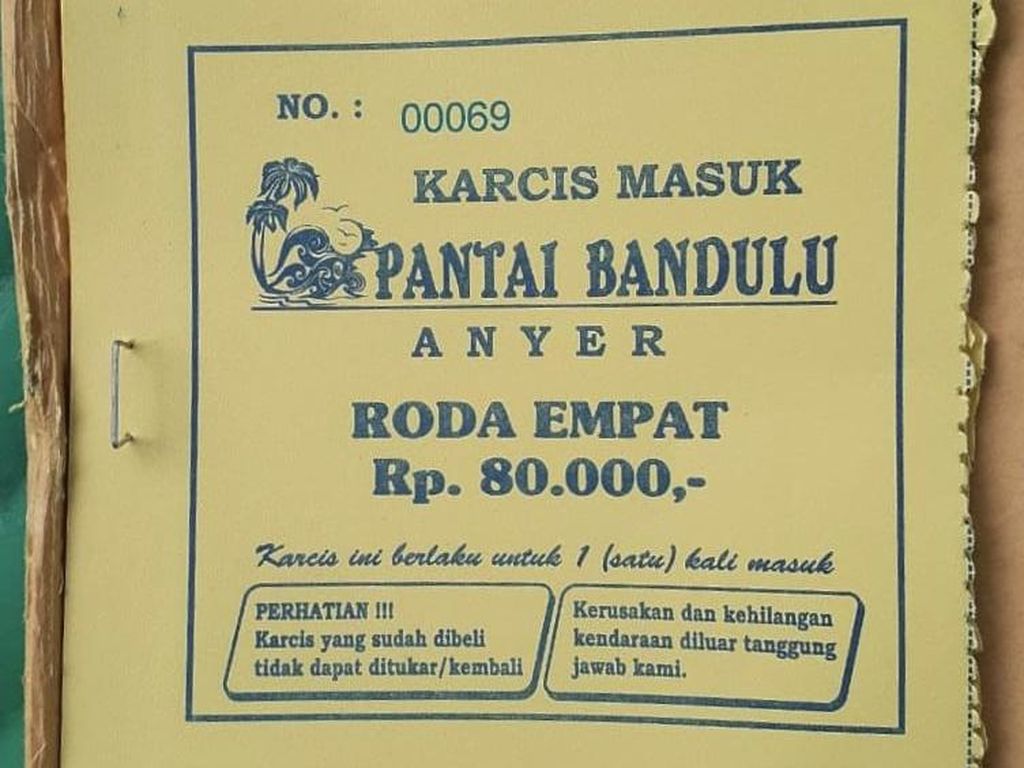 NO. : 00069
KARCIS MASUK
PANTAI BANDULU
ANYER
RODA EMPAT
Rp. 80.000,-
Karcis ini berlaku untuk 1 (satu) kali masuk
PERHATIAN !!!
Karcis yang sudah dibeli
tidak dapat ditukar/kembali
Kerusakan dan kehilangan
kendaraan diluar tanggung
jawab kami.